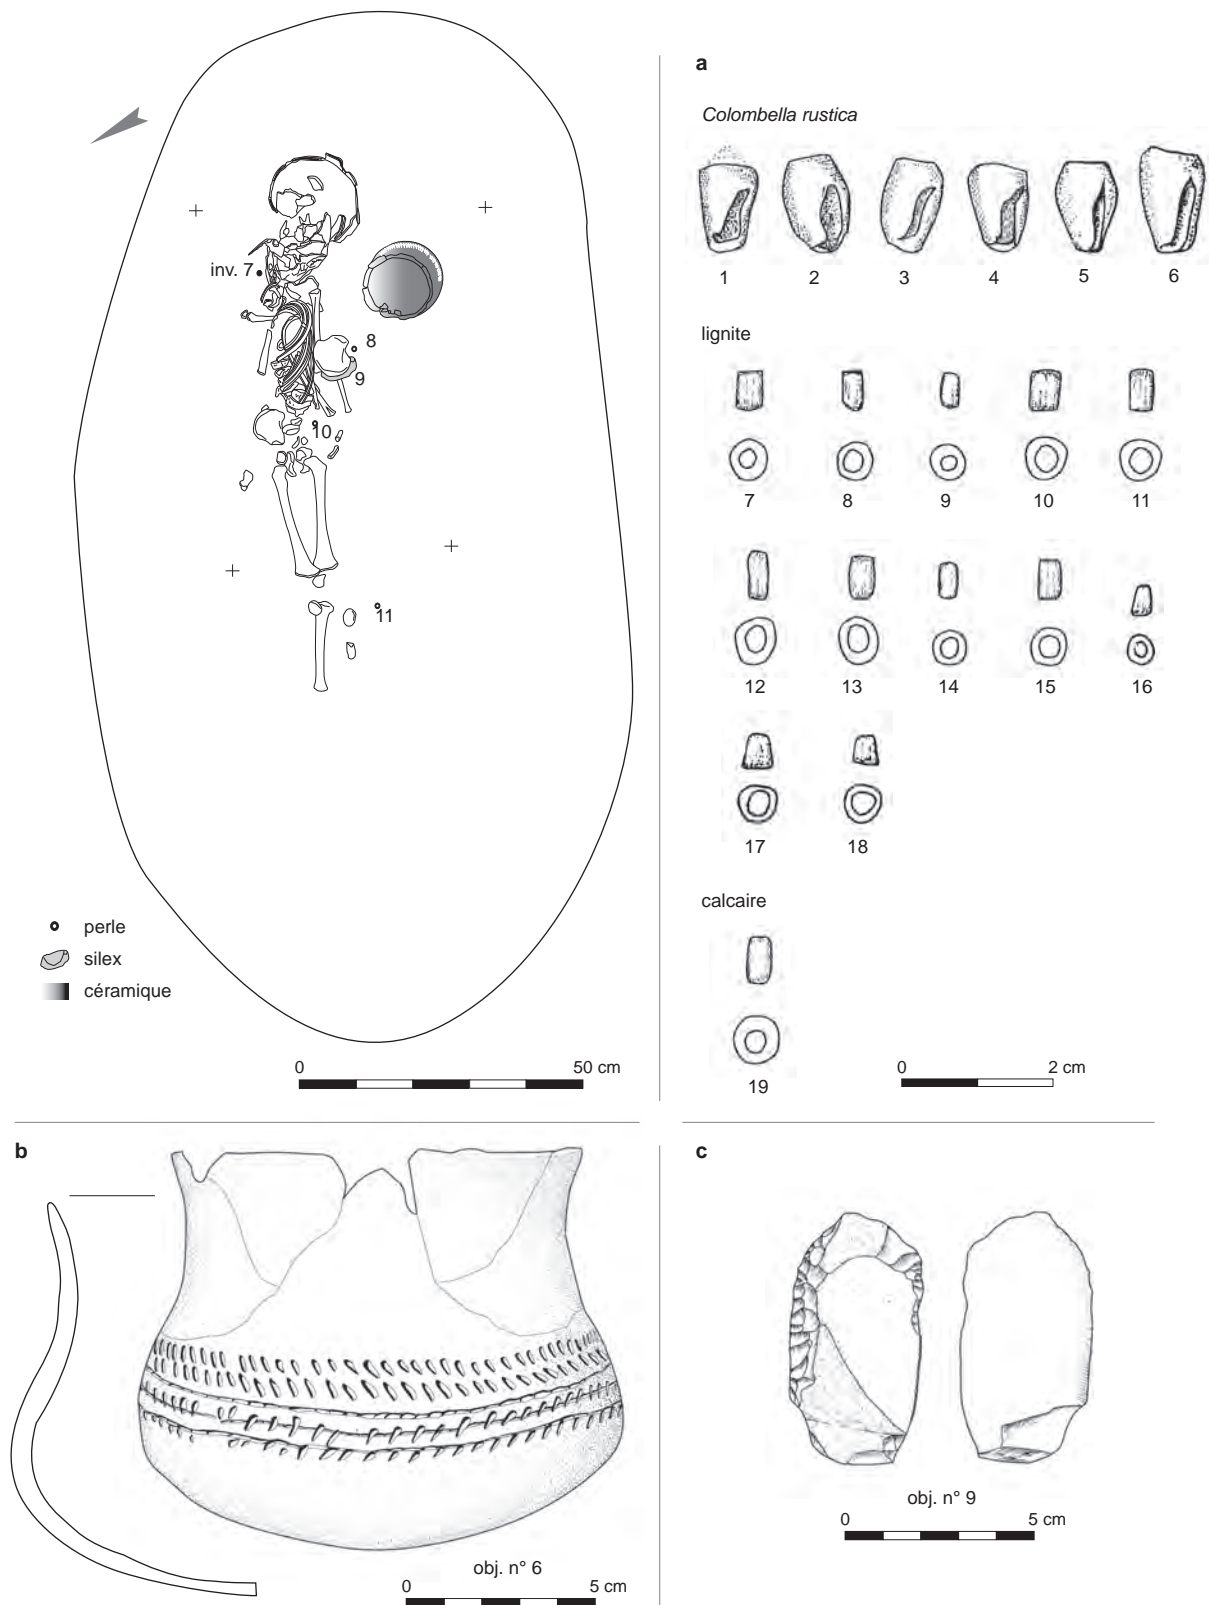 inv. 7
8
9
10
11
perle
silex
céramique
0 50 cm
a
Colombella rustica
1 2 3 4 5 6
lignite
7 8 9 10 11
12 13 14 15 16
17 18
calcaire
19
0 2 cm
b
obj. n° 6
0 5 cm
c
obj. n° 9
0 5 cm